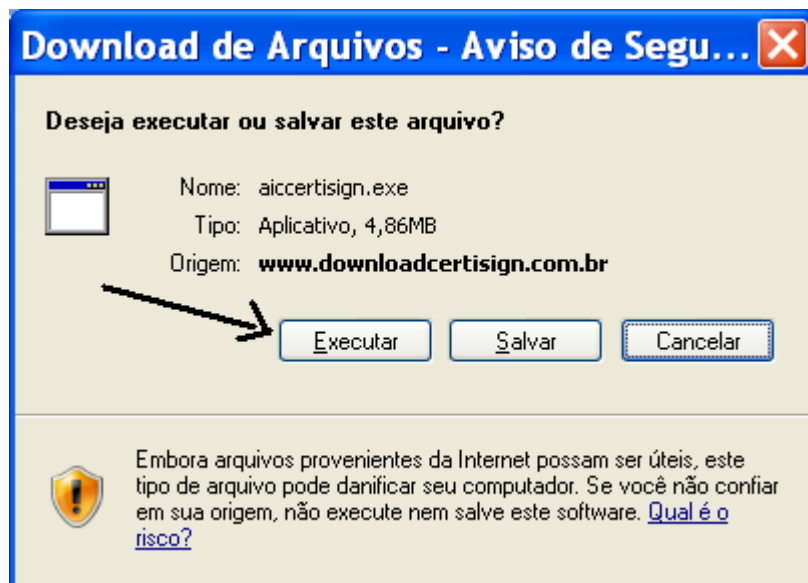 Download de Arquivos - Aviso de Segu...
Deseja executar ou salvar este arquivo?
Nome: aiccertisign.exe
Tipo: Aplicativo, 4,86MB
Origem: www.downloadcertisign.com.br
Executar Salvar Cancelar
Embora arquivos provenientes da Internet possam ser úteis, este
tipo de arquivo pode danificar seu computador. Se você não confiar
em sua origem, não execute nem salve este software. Qual é o
risco?